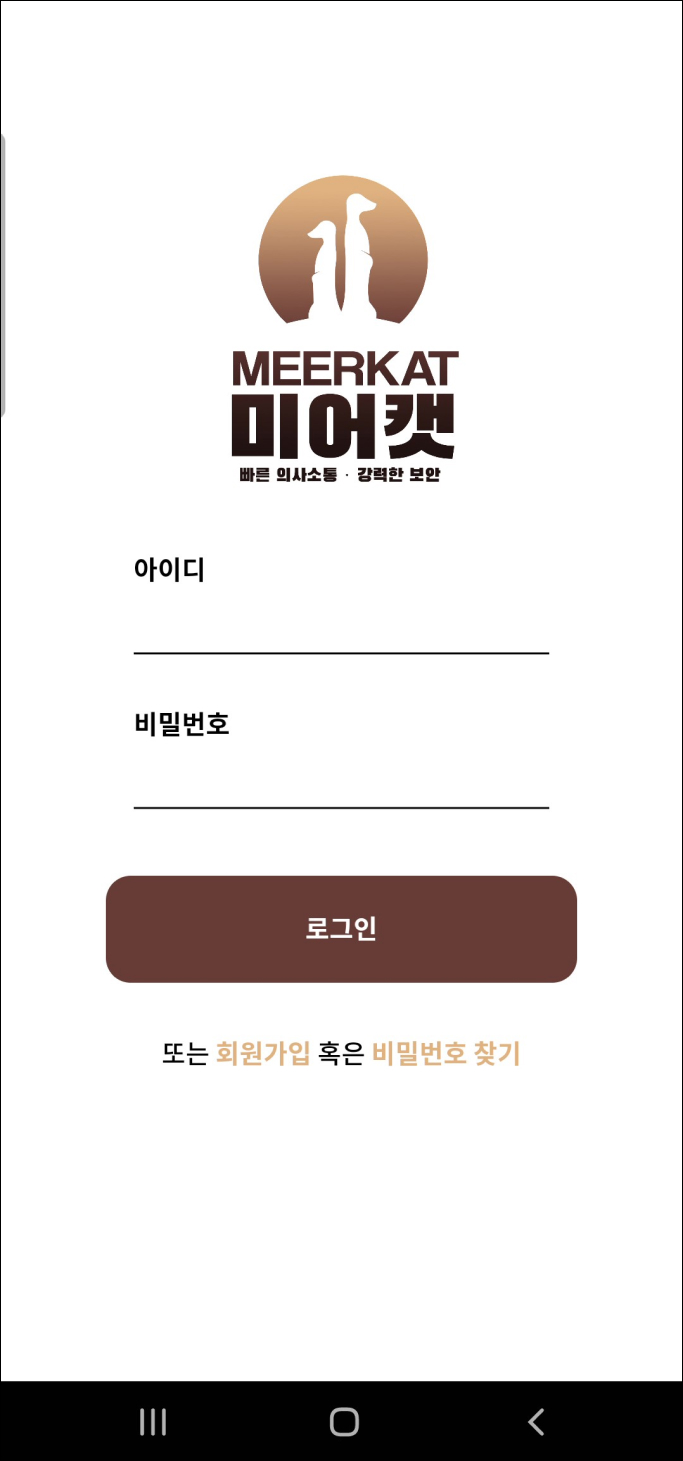 MEERKAT
미어캣
빠른 의사소통 · 강력한 보안
아이디
비밀번호
로그인
또는 회원가입 혹은 비밀번호 찾기